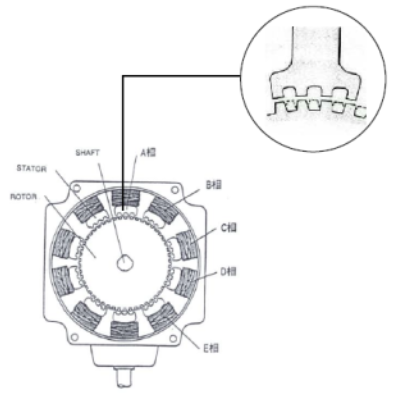 SHAFT
A相
STATOR
B相
ROTOR
C相
D相
E相